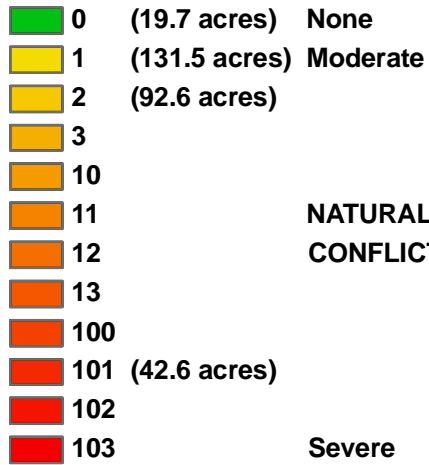 0 (19.7 acres) None
1 (131.5 acres) Moderate
2 (92.6 acres)
3
10
11 NATURAL
12
13
100
101 (42.6 acres)
102
103 Severe